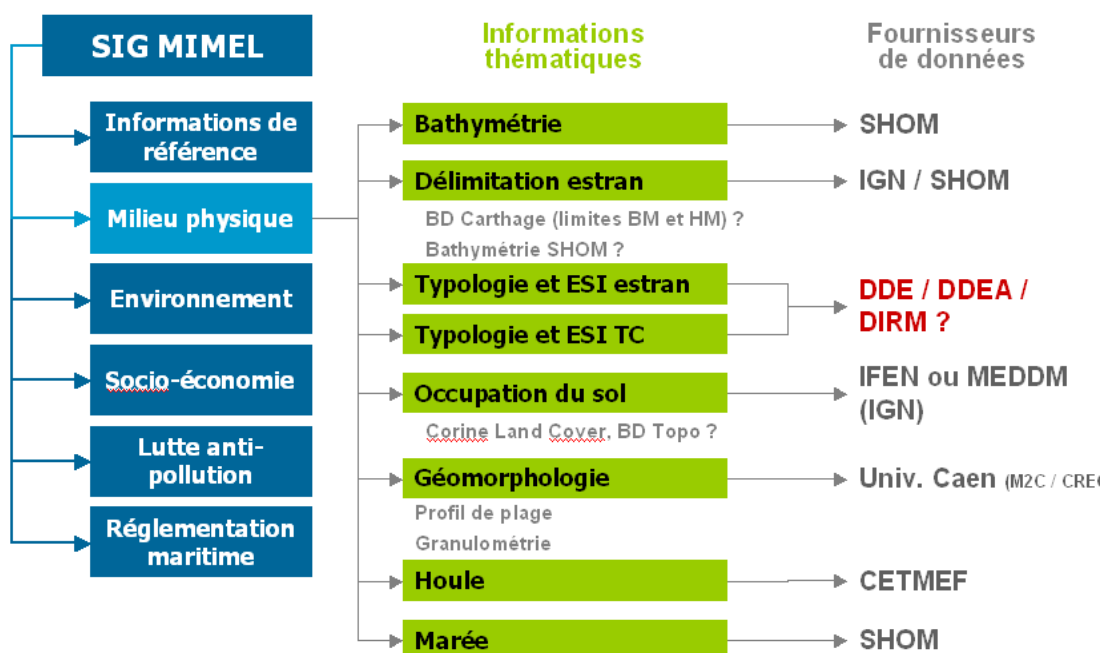 SIG MIMEL
Informations
thématiques
Fournisseurs
de données
Informations de
référence
Milieu physique
Environnement
Socio-économie
Lutte anti-
pollution
Réglementation
maritime
Bathymétrie
SHOM
Délimitation estran
IGN / SHOM
BD Carthage (limites BM et HM) ?
Bathymétrie SHOM ?
Typologie et ESI estran
Typologie et ESI TC
DDE / DDEA /
DIRM ?
Occupation du sol
IFEN ou MEDDM
(IGN)
Corine Land Cover, BD Topo ?
Géomorphologie
Univ. Caen (M2C / CREC
Profil de plage
Granulométrie
Houle
CETMEF
Marée
SHOM